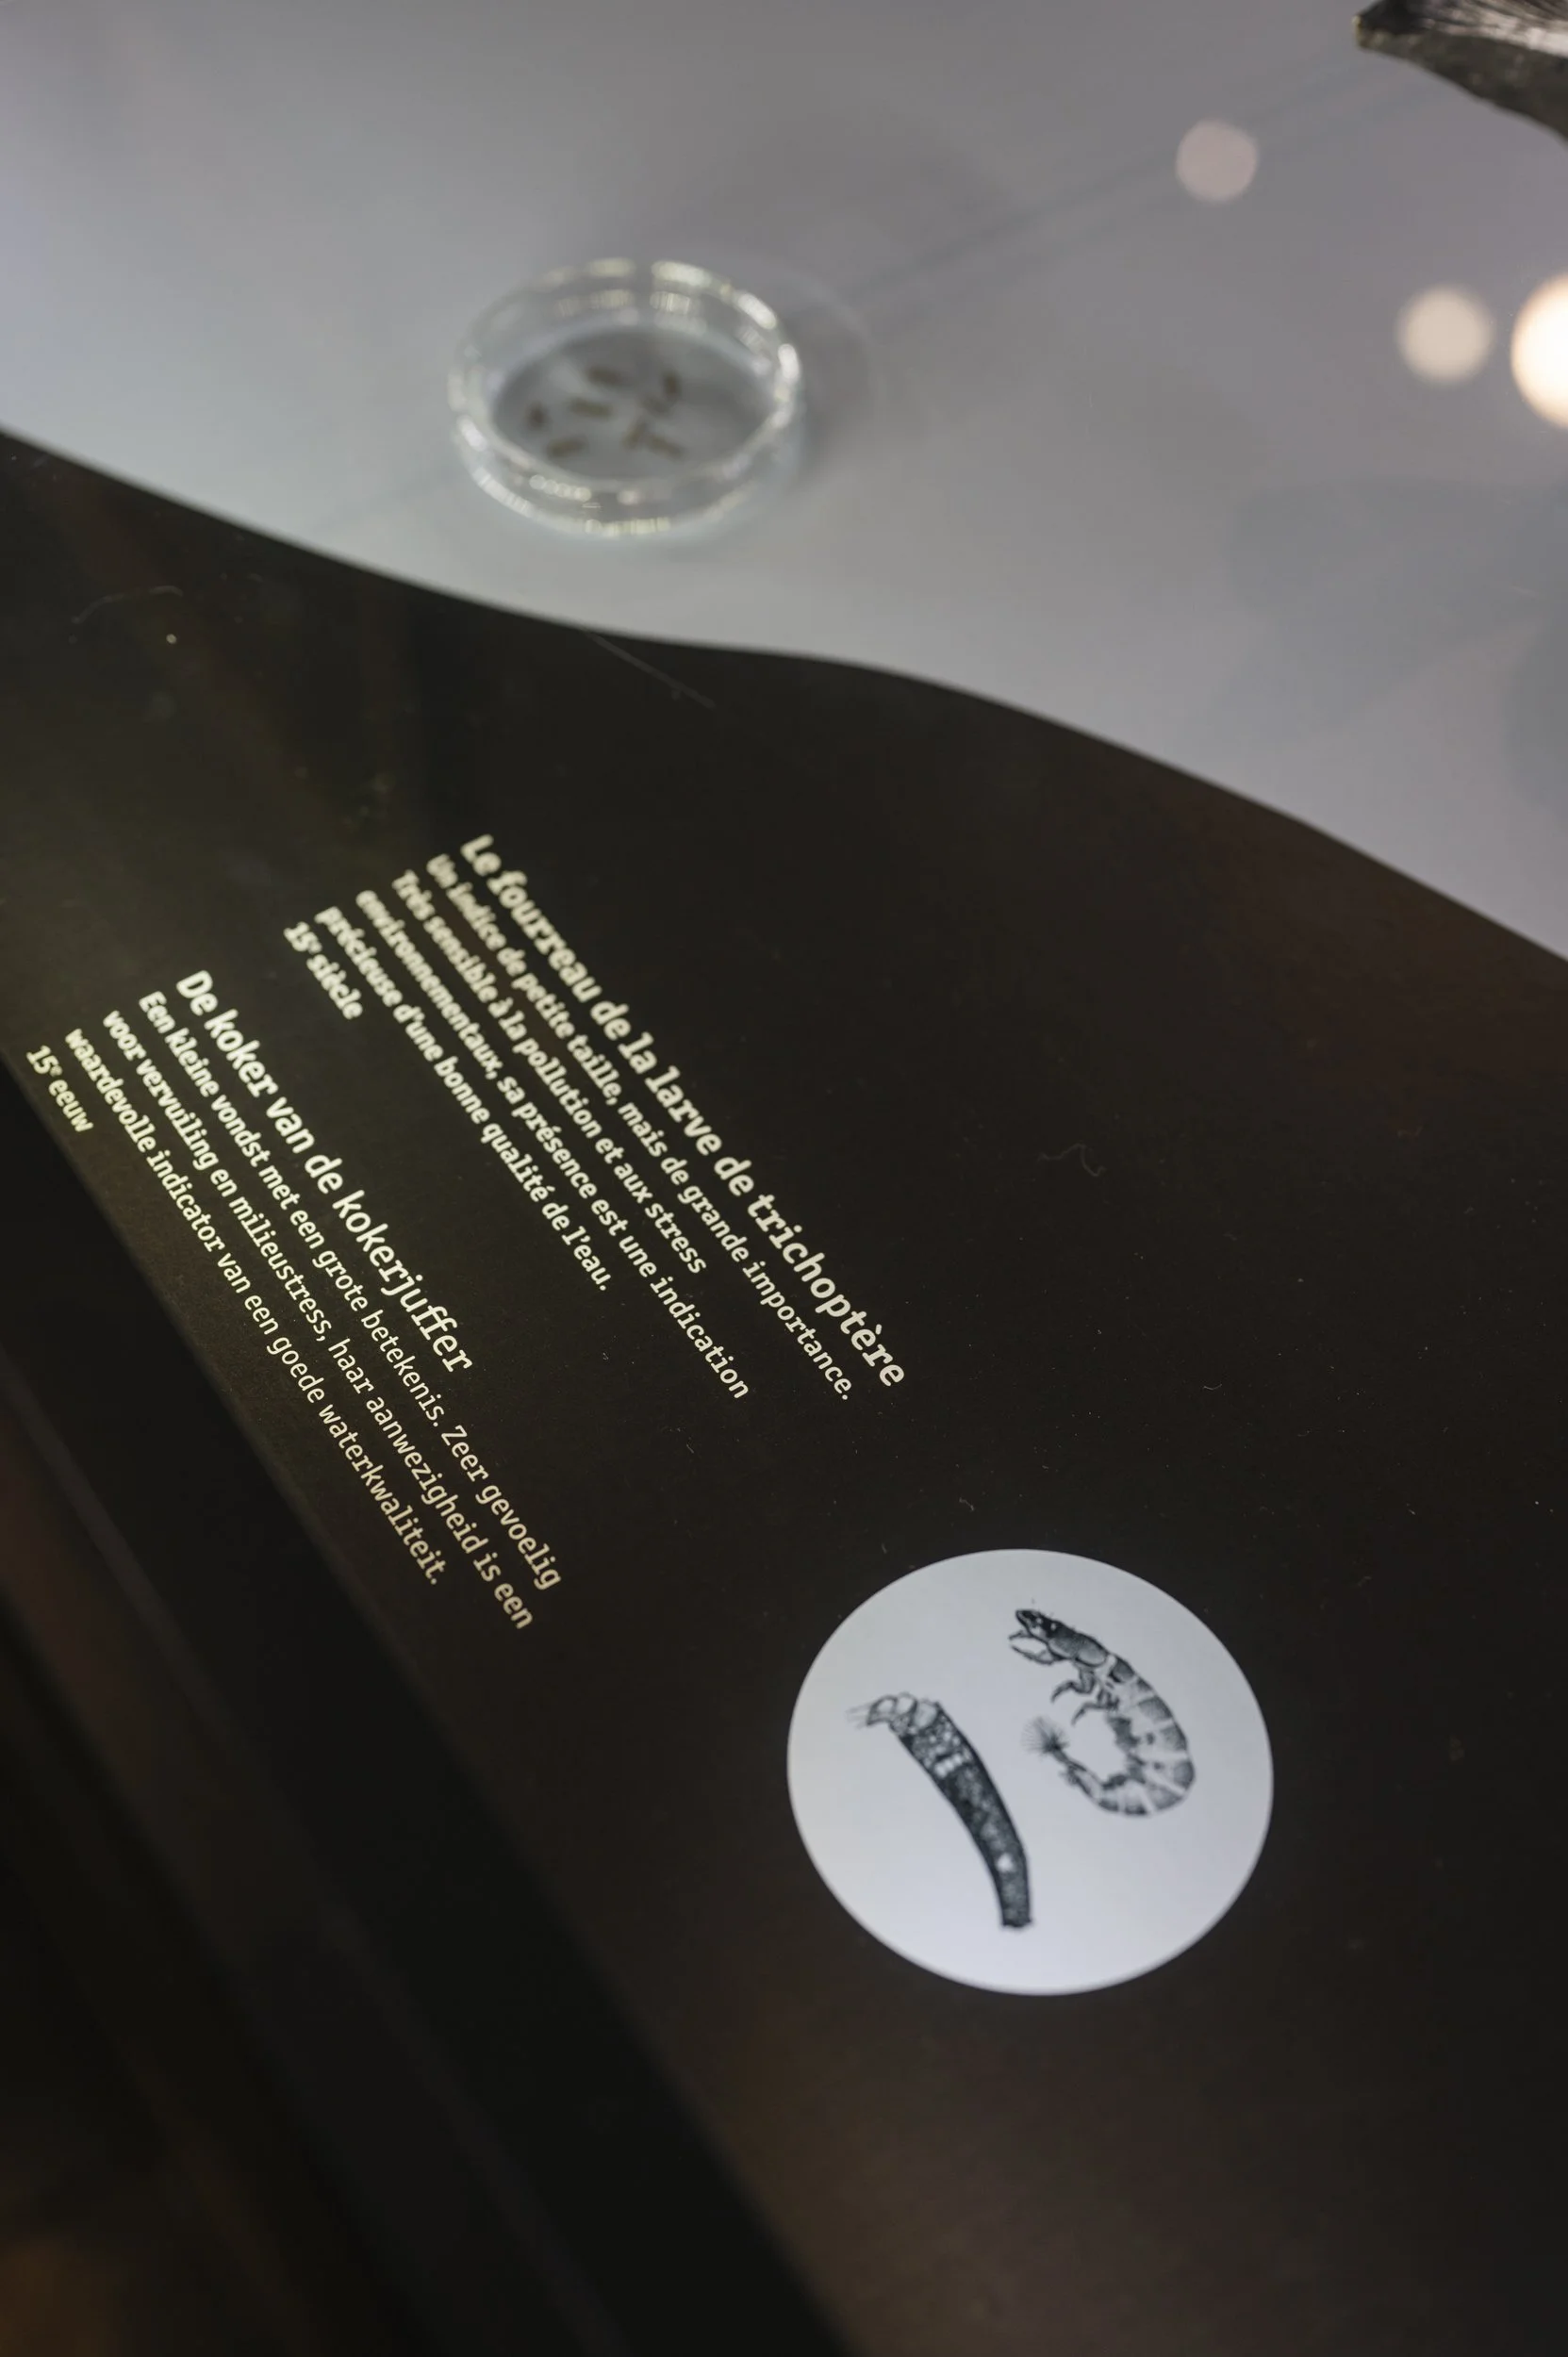 Le fourreau de la larve de trichoptère
Un indice de petite taille, mais de grande importance.
Très sensible à la pollution et aux stress
environnementaux, sa présence est une indication
précieuse d'une bonne qualité de l'eau.
15ᵉ siècle
De koker van de kokerjuffer
Een kleine vondst met een grote betekenis. Zeer gevoelig
voor vervuiling en milieustress, haar aanwezigheid is een
waardevolle indicator van een goede waterkwaliteit.
15ᵉ eeuw